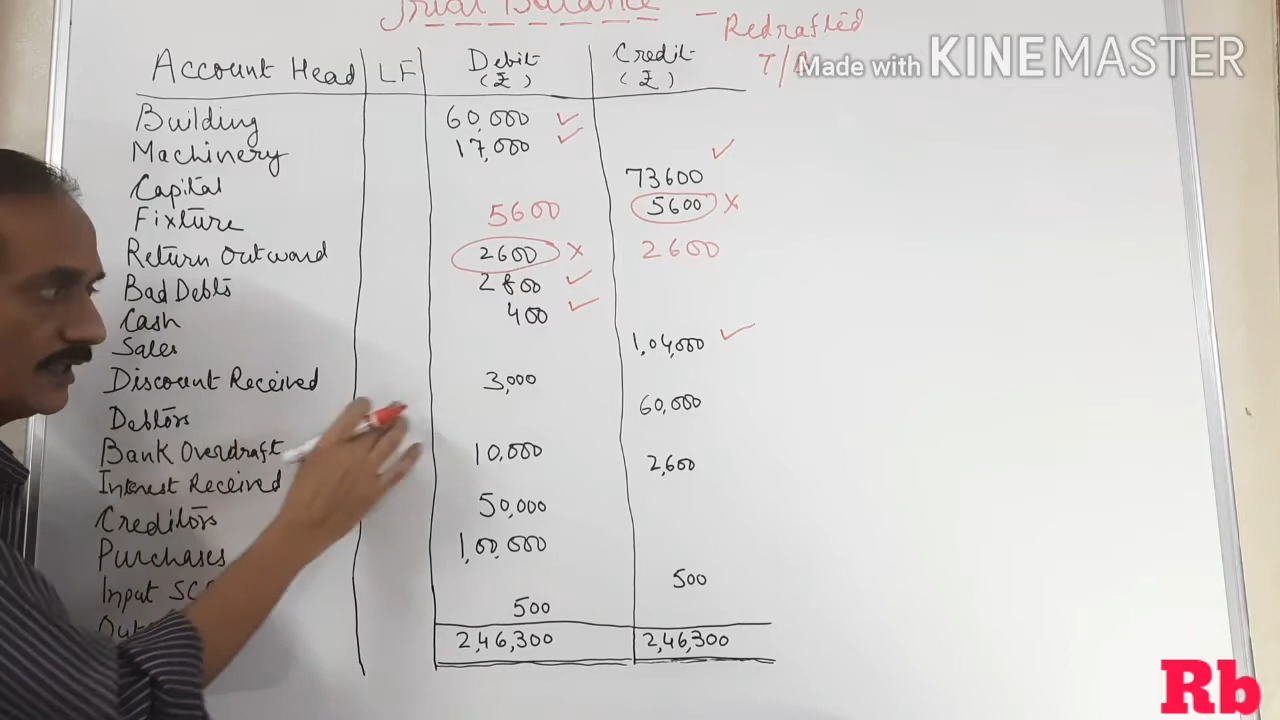 Trial Balance - Redrafted
T/B
Made with KINEMASTER
Account Head LF Debit (₹) Credit (₹)
Building 60,000 ✓
Machinery 17,000 ✓
Capital 73600 ✓
Fixture 5600 5600 ×
Return Outward 2600 × 2600
Bad Debts 2800 ✓
Cash 400 ✓
Sales 1,04,000 ✓
Discount Received 3,000
Debtors 60,000
Bank Overdraft 10,000
Interest Received 2,600
Creditors 50,000
Purchases 1,00,000
Input 500
500
2,46,300 2,46,300
Rb